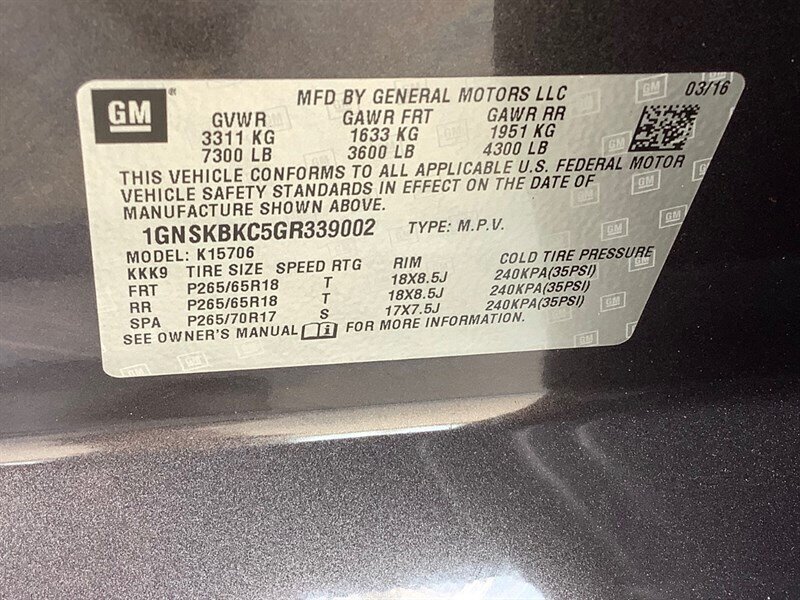 GM® MFD BY GENERAL MOTORS LLC 03/16
GVWR GAWR FRT GAWR RR
3311 KG 1633 KG 1951 KG
7300 LB 3600 LB 4300 LB
THIS VEHICLE CONFORMS TO ALL APPLICABLE U.S. FEDERAL MOTOR
VEHICLE SAFETY STANDARDS IN EFFECT ON THE DATE OF
MANUFACTURE SHOWN ABOVE.
1GNSKBKC5GR339002 TYPE: M.P.V.
MODEL: K15706
KKK9 TIRE SIZE SPEED RTG RIM COLD TIRE PRESSURE
FRT P265/65R18 T 18X8.5J 240KPA(35PSI)
RR P265/65R18 T 18X8.5J 240KPA(35PSI)
SPA P265/70R17 S 17X7.5J 240KPA(35PSI)
SEE OWNER'S MANUAL i FOR MORE INFORMATION.